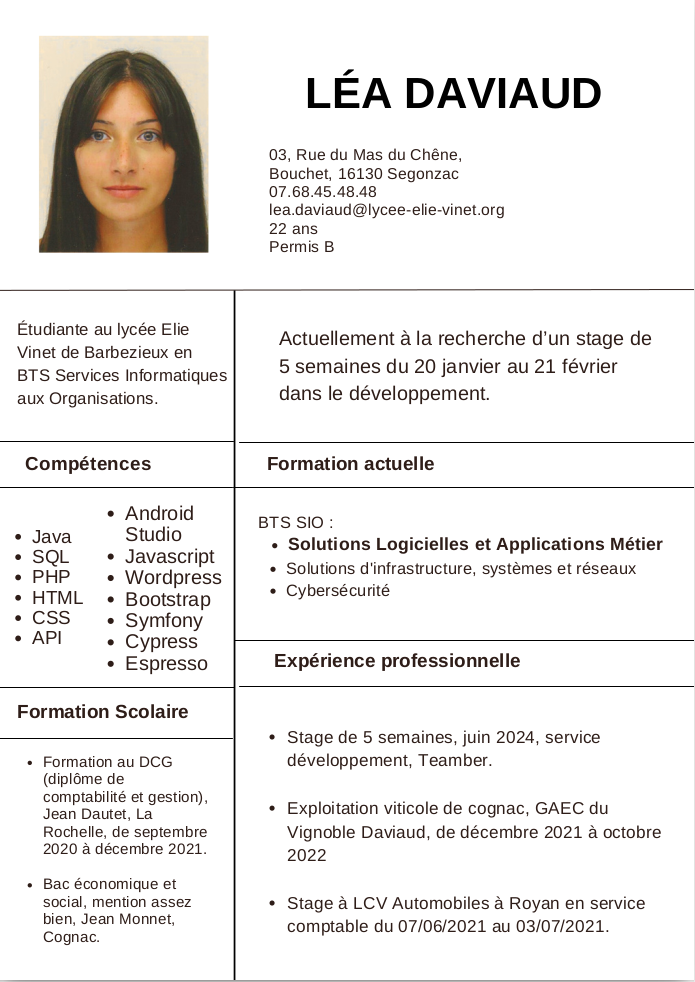 LÉA DAVIAUD
03, Rue du Mas du Chêne,
Bouchet, 16130 Segonzac
07.68.45.48.48
lea.daviaud@lycee-elie-vinet.org
22 ans
Permis B
Étudiante au lycée Elie
Vinet de Barbezieux en
BTS Services Informatiques
aux Organisations.
Actuellement à la recherche d’un stage de
5 semaines du 20 janvier au 21 février
dans le développement.
Compétences
• Java
• SQL
• PHP
• HTML
• CSS
• API
• Android
Studio
• Javascript
• Wordpress
• Bootstrap
• Symfony
• Cypress
• Espresso
Formation Scolaire
• Formation au DCG
(diplôme de
comptabilité et gestion),
Jean Dautet, La
Rochelle, de septembre
2020 à décembre 2021.
• Bac économique et
social, mention assez
bien, Jean Monnet,
Cognac.
Formation actuelle
BTS SIO :
• Solutions Logicielles et Applications Métier
• Solutions d'infrastructure, systèmes et réseaux
• Cybersécurité
Expérience professionnelle
• Stage de 5 semaines, juin 2024, service
développement, Teamber.
• Exploitation viticole de cognac, GAEC du
Vignoble Daviaud, de décembre 2021 à octobre
2022
• Stage à LCV Automobiles à Royan en service
comptable du 07/06/2021 au 03/07/2021.